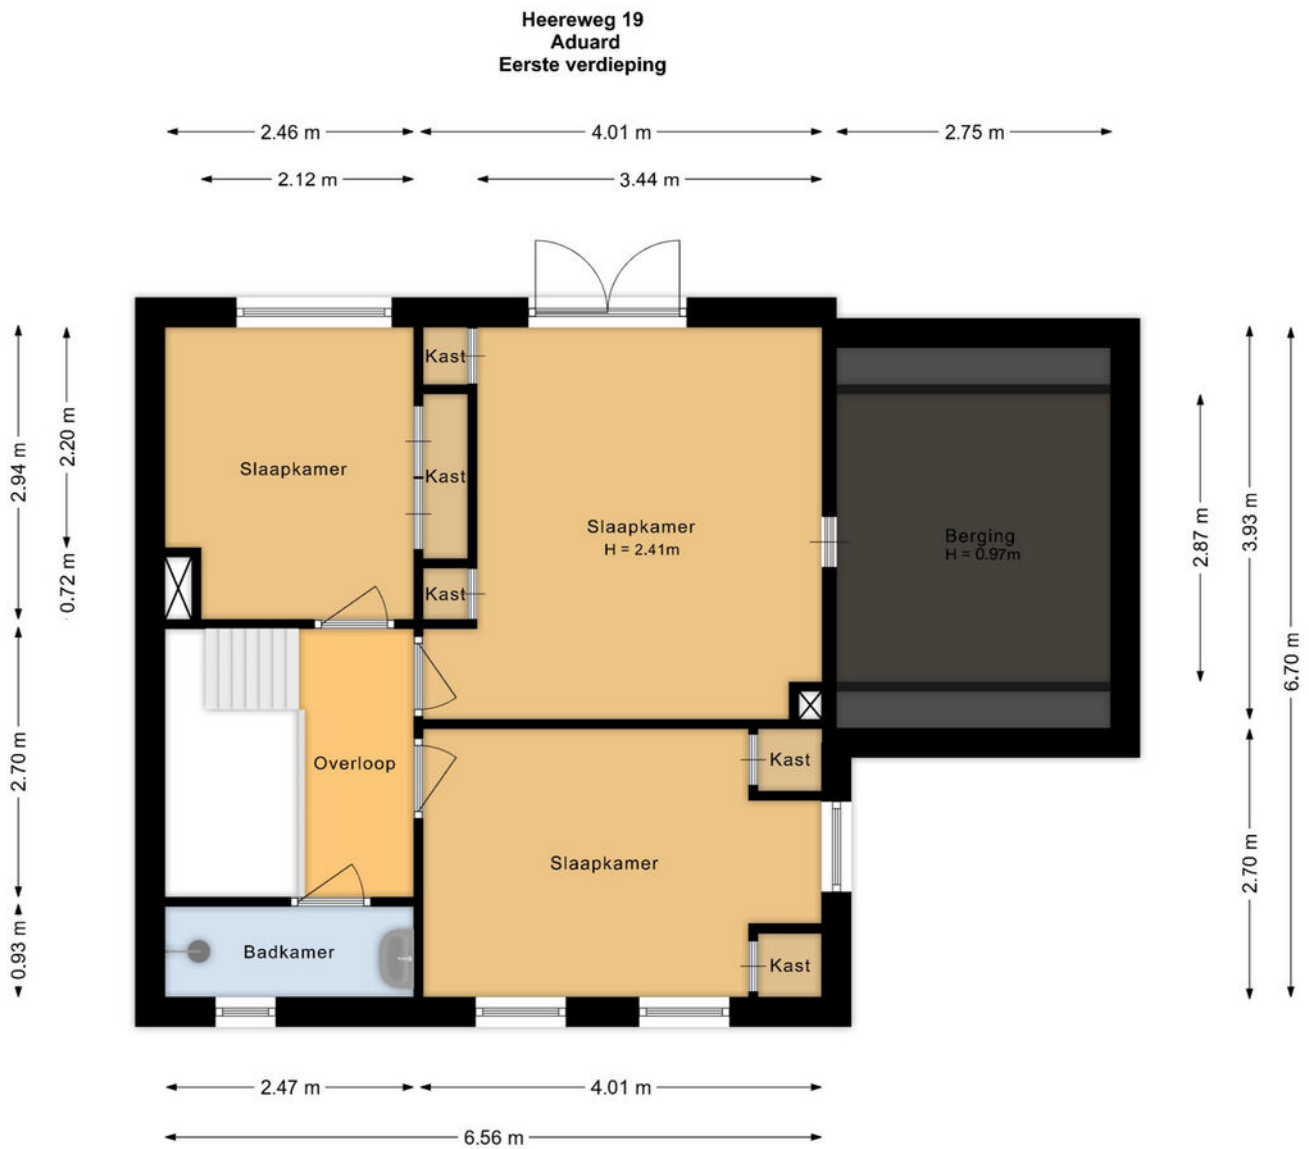 Heereweg 19
Aduard
Eerste verdieping
2.46 m
4.01 m
2.75 m
2.12 m
3.44 m
Kast
Slaapkamer
Kast
Kast
Slaapkamer
H = 2.41m
Berging
H = 0.97m
2.94 m
2.20 m
0.72 m
2.87 m
3.93 m
6.70 m
Overloop
Kast
2.70 m
Slaapkamer
2.70 m
Badkamer
Kast
0.93 m
2.47 m
4.01 m
6.56 m